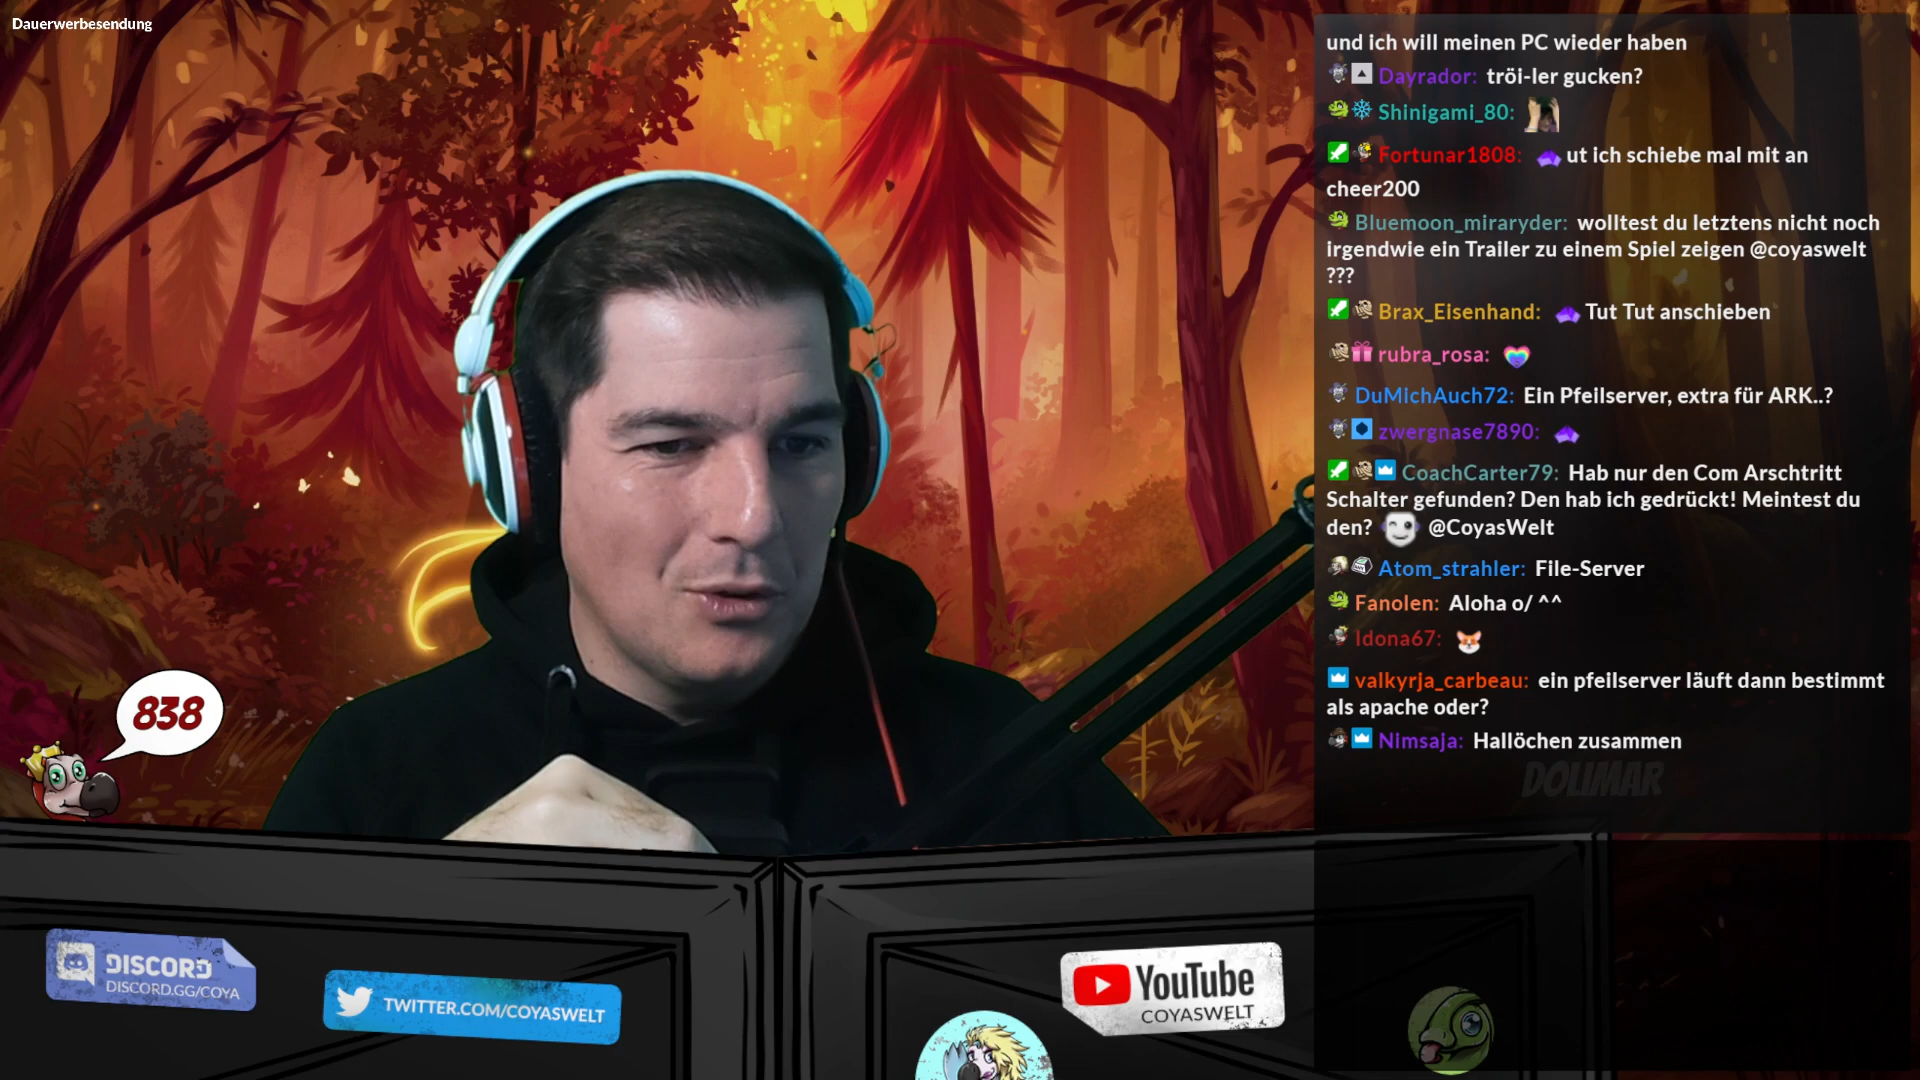 Dauerwerbesendung
und ich will meinen PC wieder haben
Dayrador: tröi-ler gucken?
Shinigami_80:
Fortunar1808: ut ich schiebe mal mit an
cheer200
Bluemoon_miraryder: wolltest du letztens nicht noch
irgendwie ein Trailer zu einem Spiel zeigen @coyaswelt
???
Brax_Eisenhand: Tut Tut anschieben
rubra_rosa:
DuMichAuch72: Ein Pfeilserver, extra für ARK..?
zwergnase7890:
CoachCarter79: Hab nur den Com Arschtritt
Schalter gefunden? Den hab ich gedrückt! Meintest du
den? @CoyasWelt
Atom_strahler: File-Server
Fanolen: Aloha o/ ^^
Idona67:
valkyrja_carbeau: ein pfeilserver läuft dann bestimmt
als apache oder?
Nimsaja: Hallöchen zusammen
DOLIMAR
838
DISCORD
DISCORD.GG/COYA
TWITTER.COM/COYASWELT
YouTube
COYASWELT